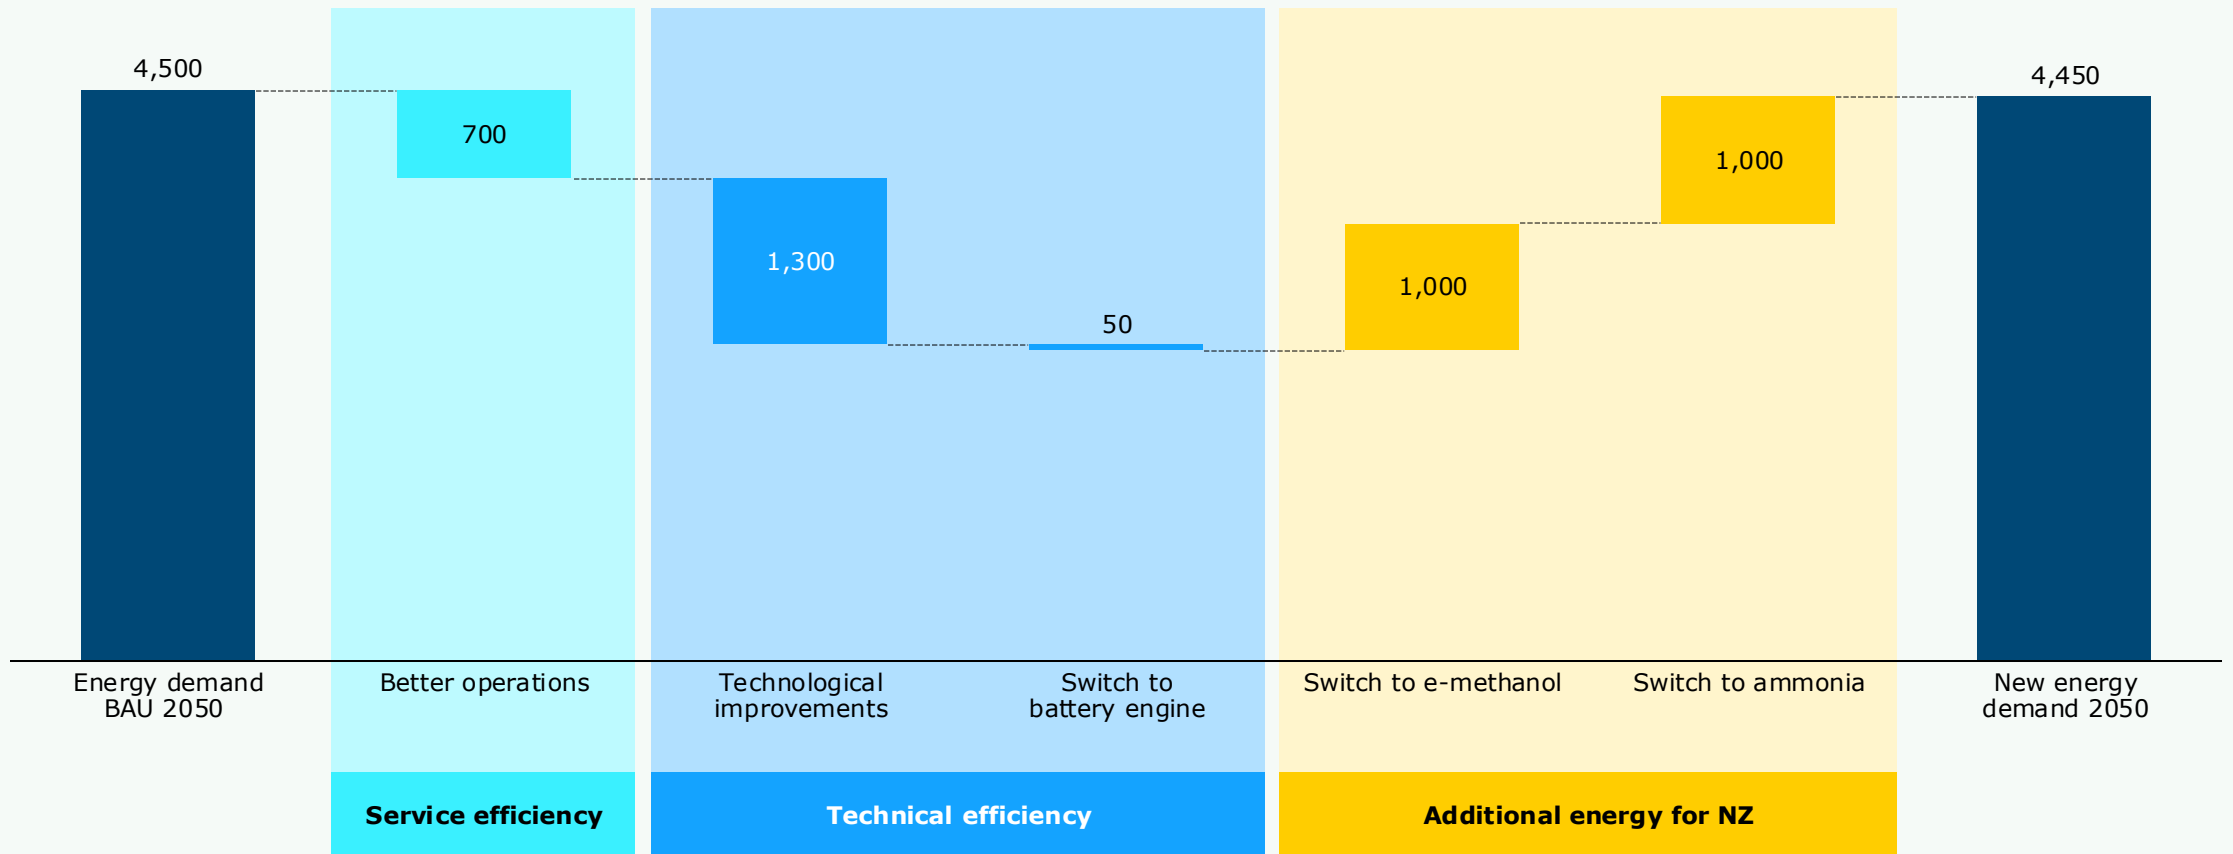 4,500
700
1,300
50
1,000
1,000
4,450
Energy demand
BAU 2050
Better operations
Technological
improvements
Switch to
battery engine
Switch to e-methanol
Switch to ammonia
New energy
demand 2050
Service efficiency
Technical efficiency
Additional energy for NZ